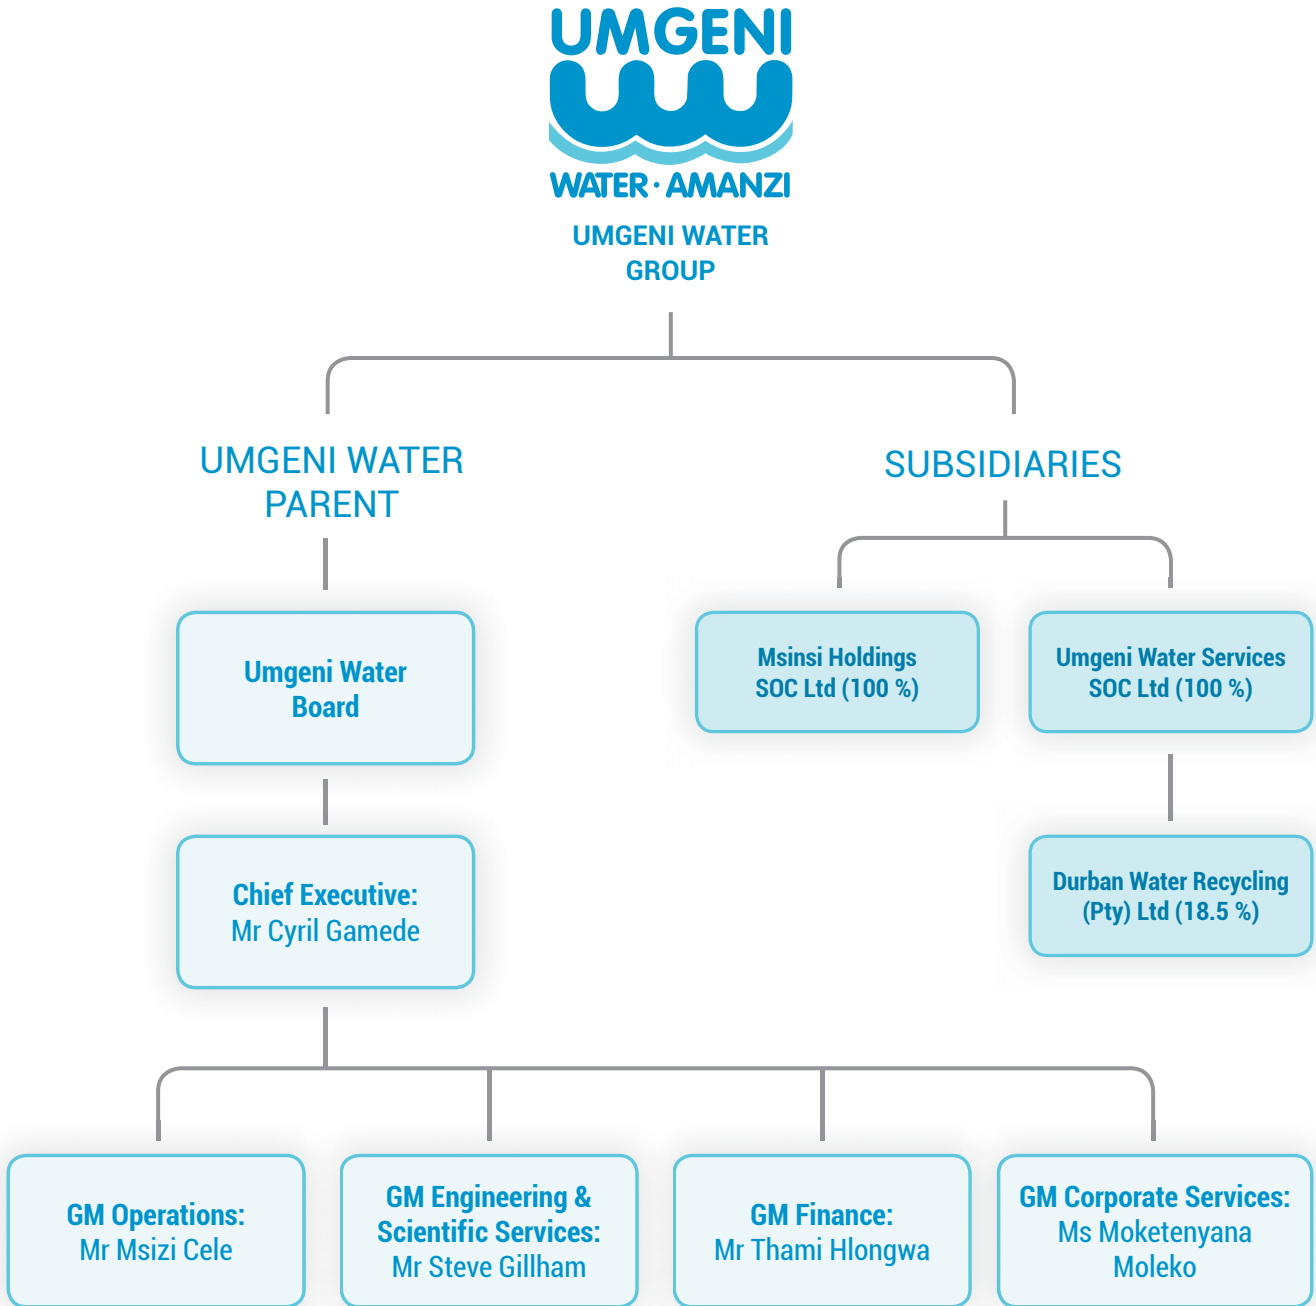 UMGENI
WATER · AMANZI
UMGENI WATER
GROUP
UMGENI WATER
PARENT
SUBSIDIARIES
Umgeni Water
Board
Msinsi Holdings
SOC Ltd (100 %)
Umgeni Water Services
SOC Ltd (100 %)
Chief Executive:
Mr Cyril Gamede
Durban Water Recycling
(Pty) Ltd (18.5 %)
GM Operations:
Mr Msizi Cele
GM Engineering &
Scientific Services:
Mr Steve Gillham
GM Finance:
Mr Thami Hlongwa
GM Corporate Services:
Ms Moketenyana
Moleko